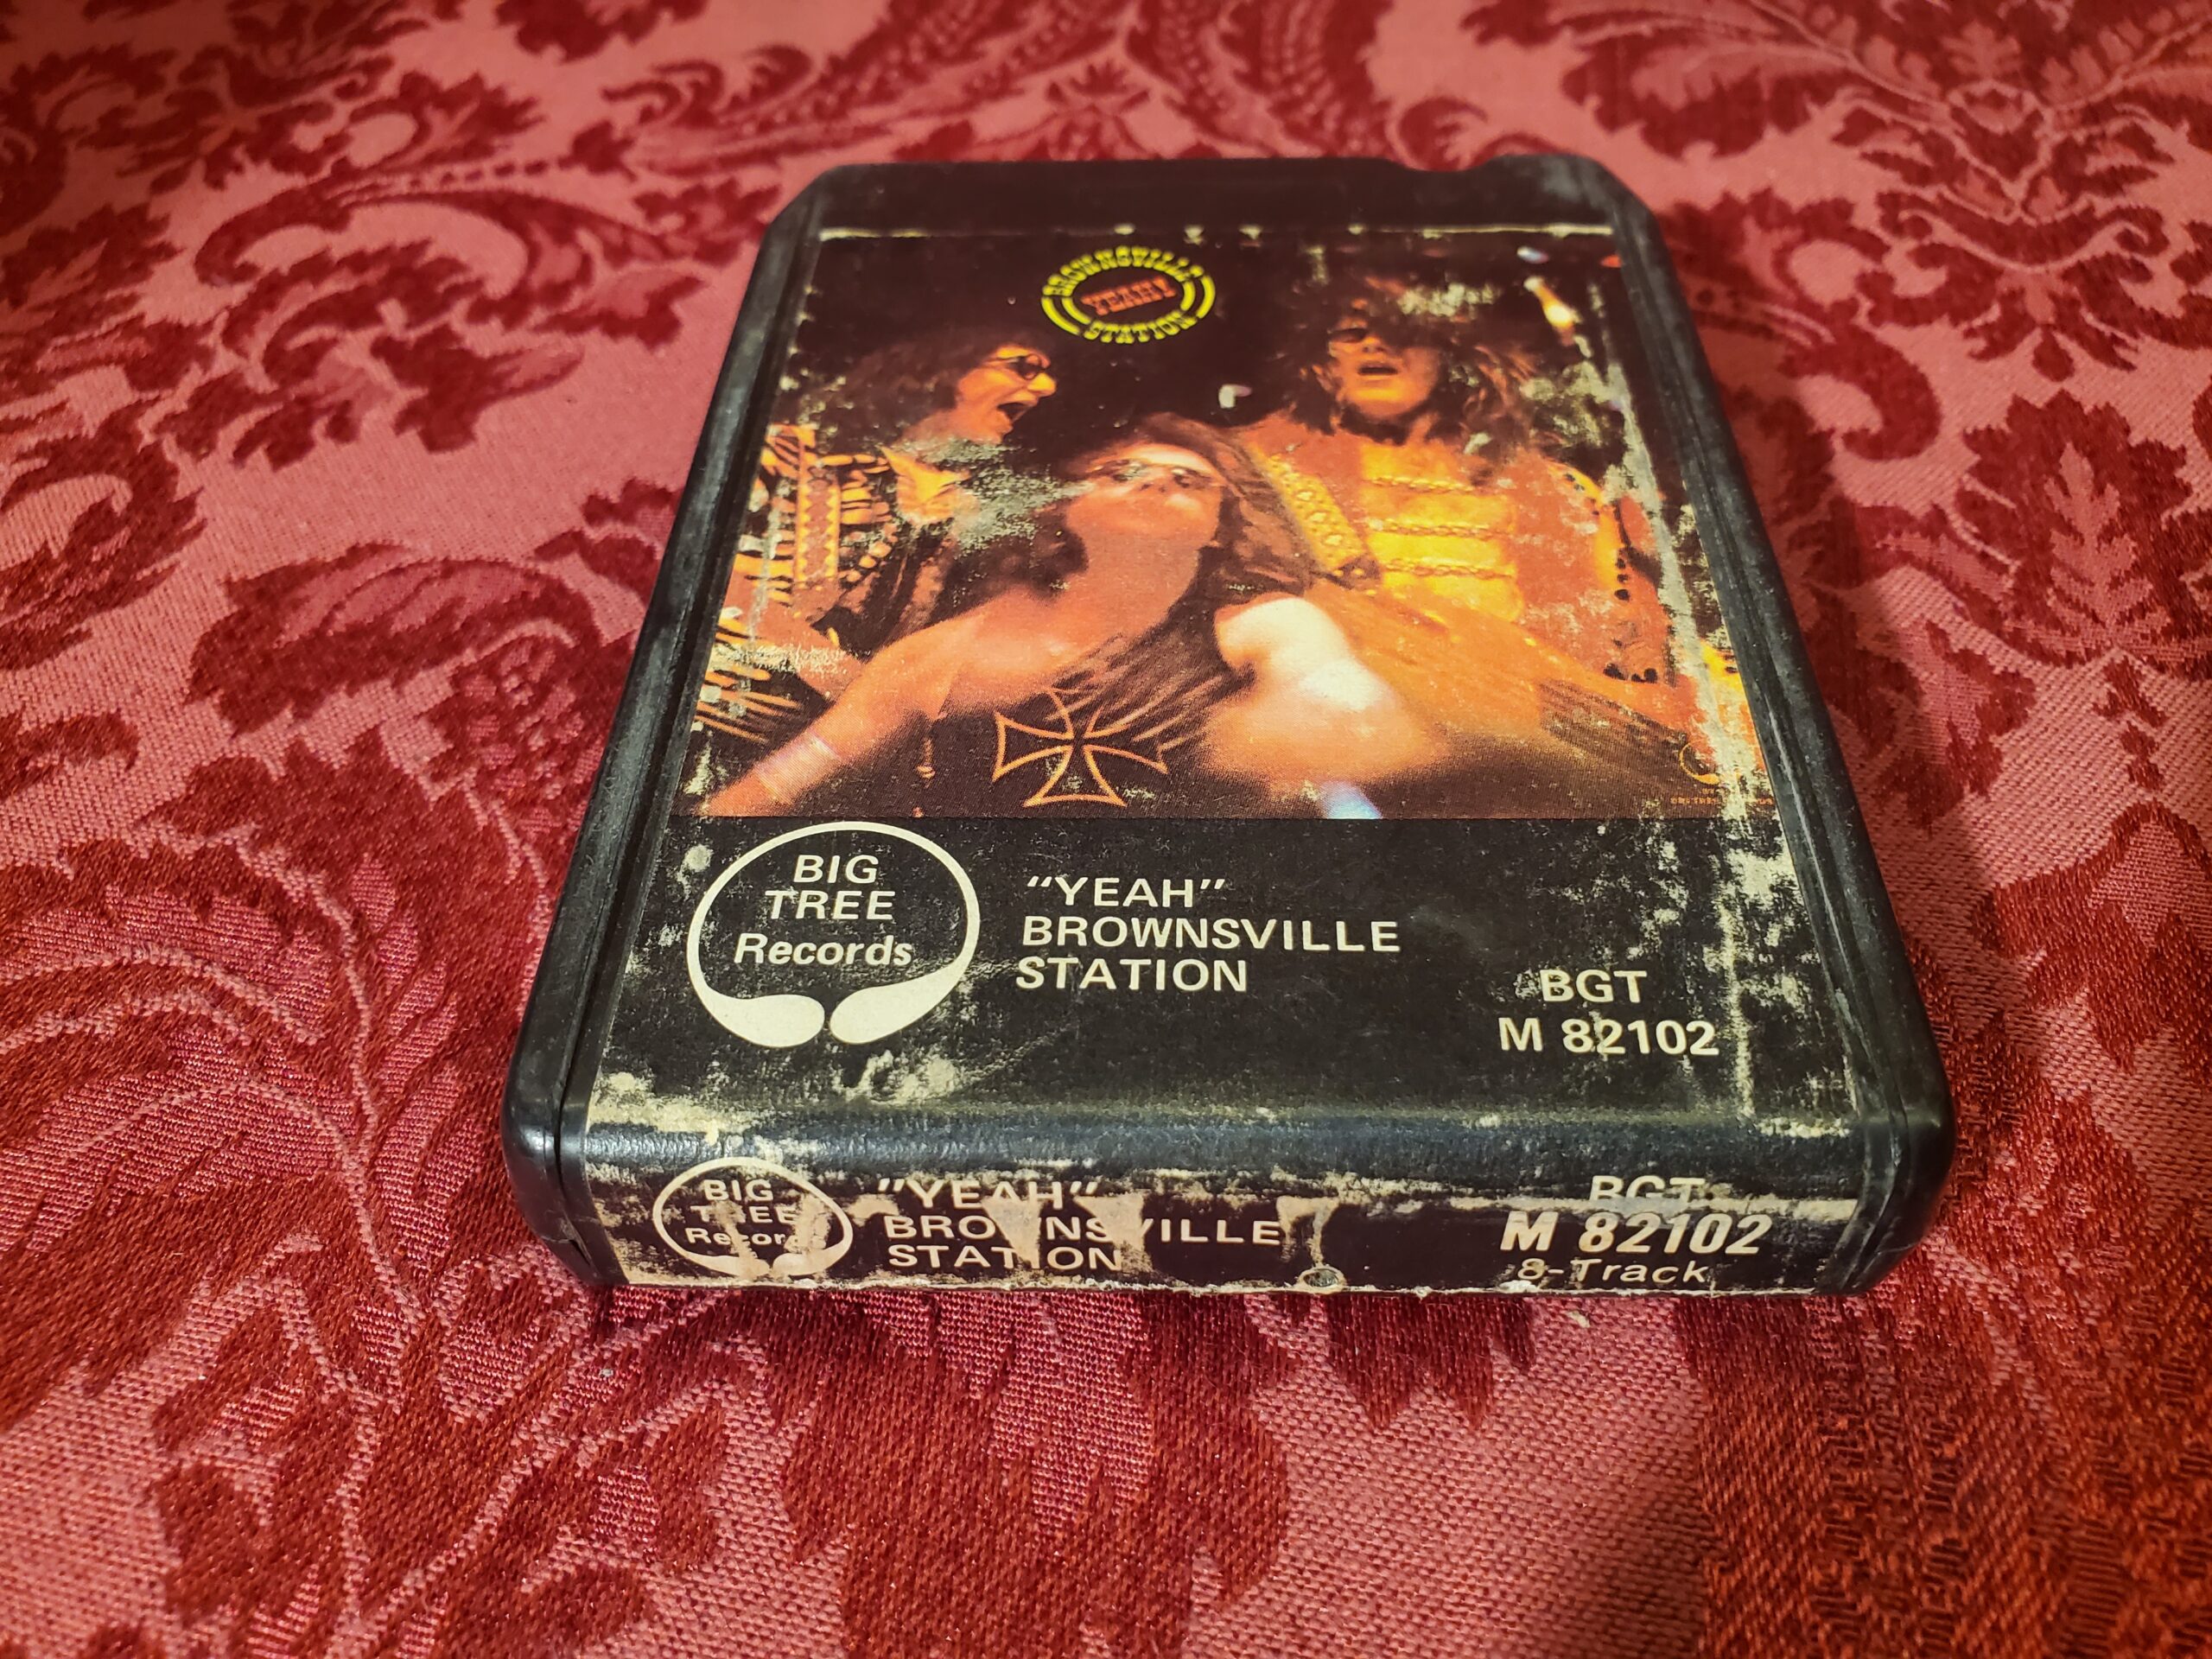 BROWNSVILLE
YEAH!
STATION
BIG
TREE
Records
"YEAH"
BROWNSVILLE
STATION
BGT
M 82102
BIG
TREE
Records
"YEAH"
BROWNSVILLE
STATION
BGT
M 82102
8-Track